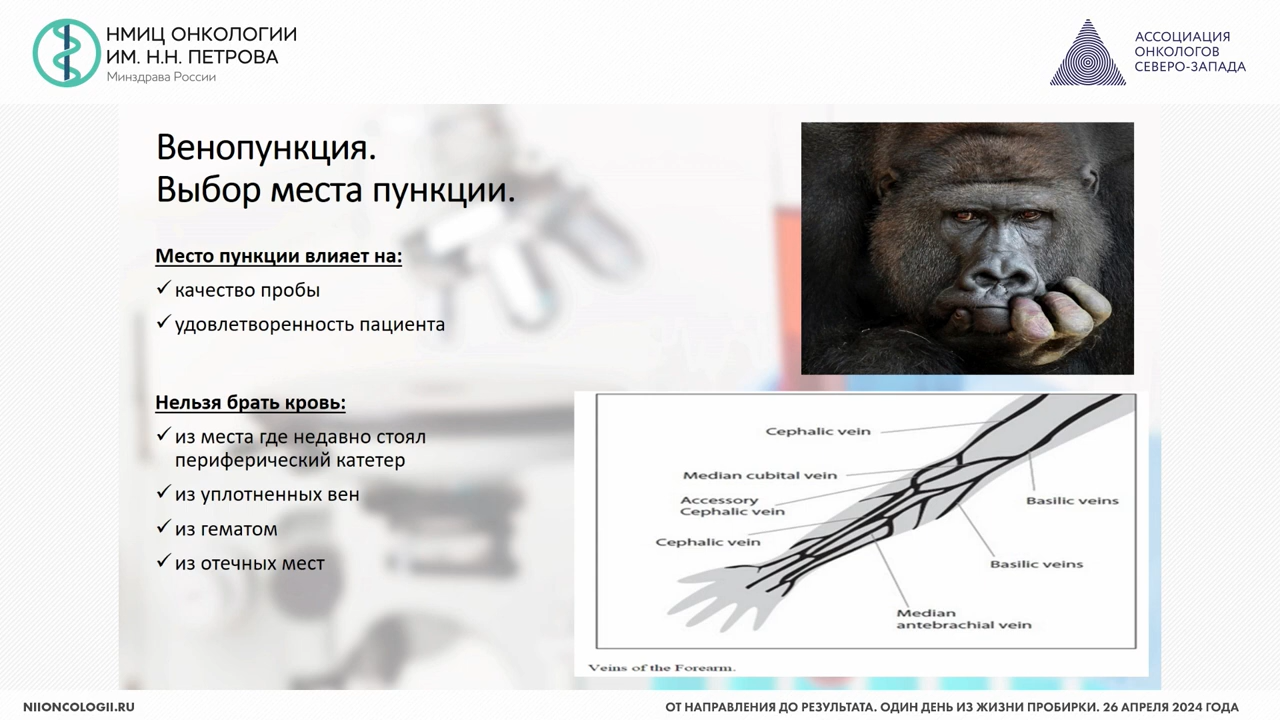 НМИЦ ОНКОЛОГИИ
ИМ. Н.Н. ПЕТРОВА
Минздрава России
АССОЦИАЦИЯ
ОНКОЛОГОВ
СЕВЕРО-ЗАПАДА
Венопункция.
Выбор места пункции.
Место пункции влияет на:
✓ качество пробы
✓ удовлетворенность пациента
Нельзя брать кровь:
✓ из места где недавно стоял
периферический катетер
✓ из уплотненных вен
✓ из гематом
✓ из отечных мест
Cephalic vein
Median cubital vein
Accessory
Cephalic vein
Cephalic vein
Basilic veins
Basilic veins
Median
antebrachial vein
Veins of the Forearm.
NIIONCOLOGII.RU
ОТ НАПРАВЛЕНИЯ ДО РЕЗУЛЬТАТА. ОДИН ДЕНЬ ИЗ ЖИЗНИ ПРОБИРКИ. 26 АПРЕЛЯ 2024 ГОДА